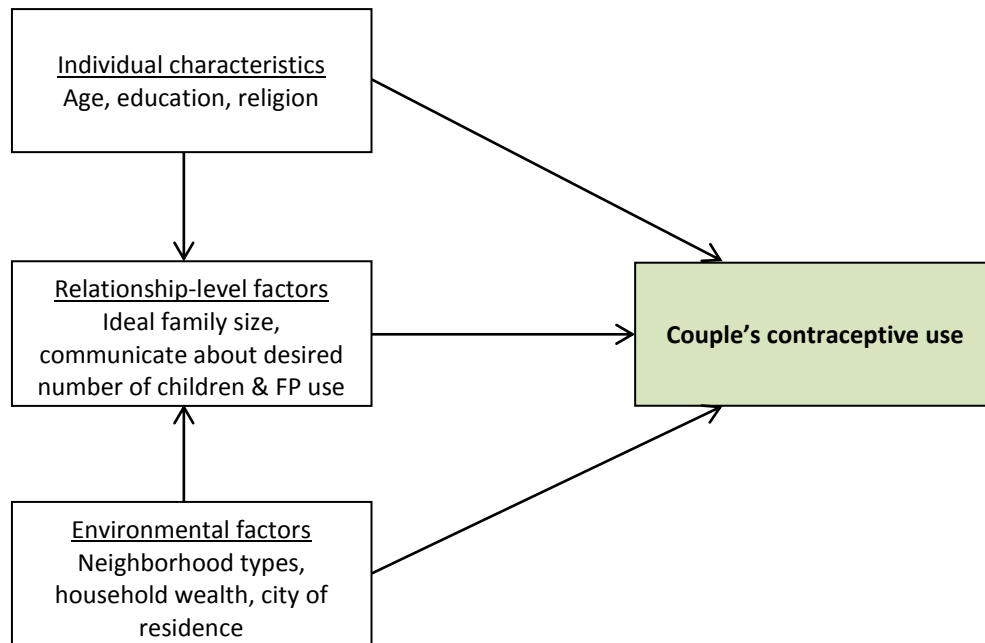 Individual characteristics
Age, education, religion
Relationship-level factors
Ideal family size,
communicate about desired
number of children & FP use
Couple’s contraceptive use
Environmental factors
Neighborhood types,
household wealth, city of
residence